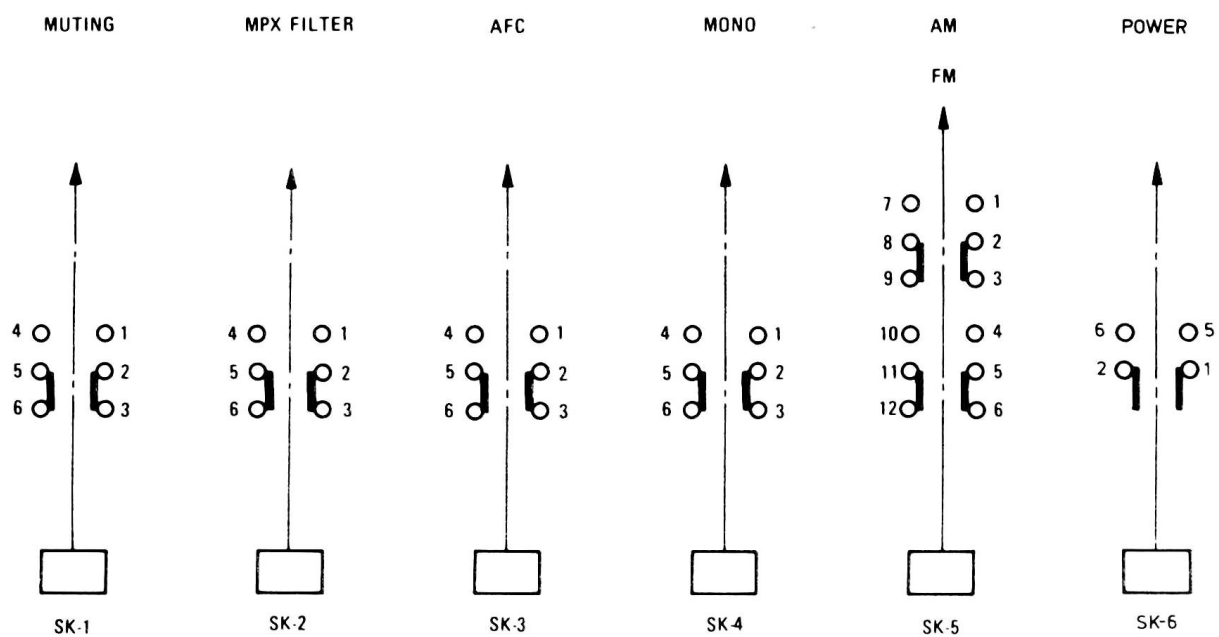 MUTING MPX FILTER AFC MONO AM POWER
FM
7 1
8 2
9 3
4 1 4 1 4 1 4 1 10 4 6 5
5 2 5 2 5 2 5 2 11 5 2 1
6 3 6 3 6 3 6 3 12 6
SK-1 SK-2 SK-3 SK-4 SK-5 SK-6